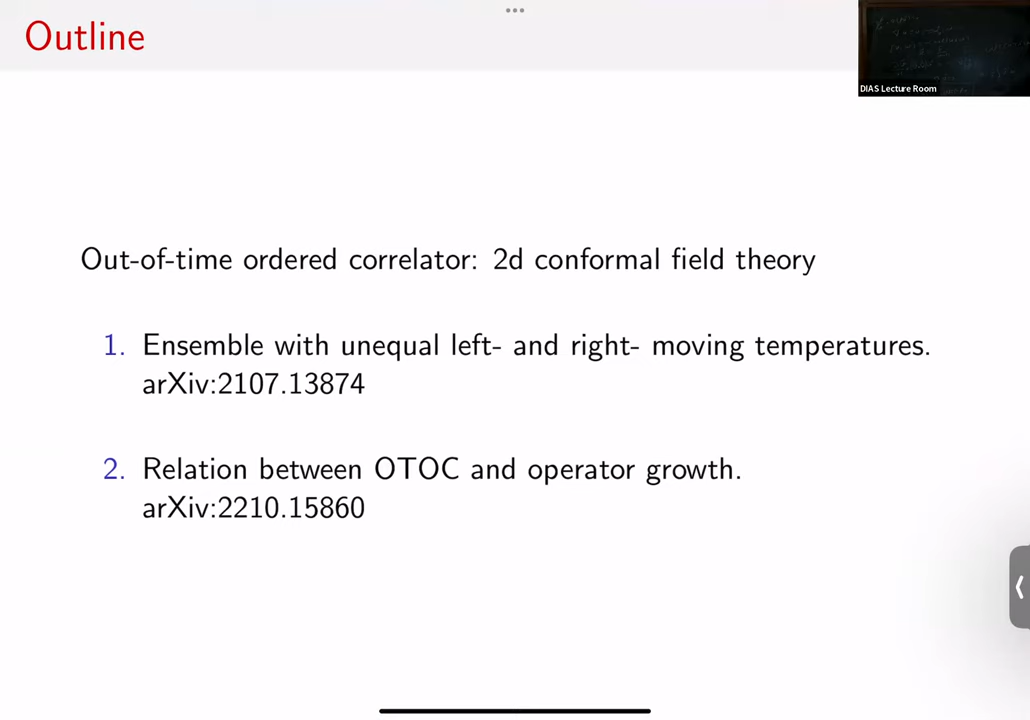 Outline
DIAS Lecture Room
Out-of-time ordered correlator: 2d conformal field theory
1. Ensemble with unequal left- and right- moving temperatures.
arXiv:2107.13874
2. Relation between OTOC and operator growth.
arXiv:2210.15860